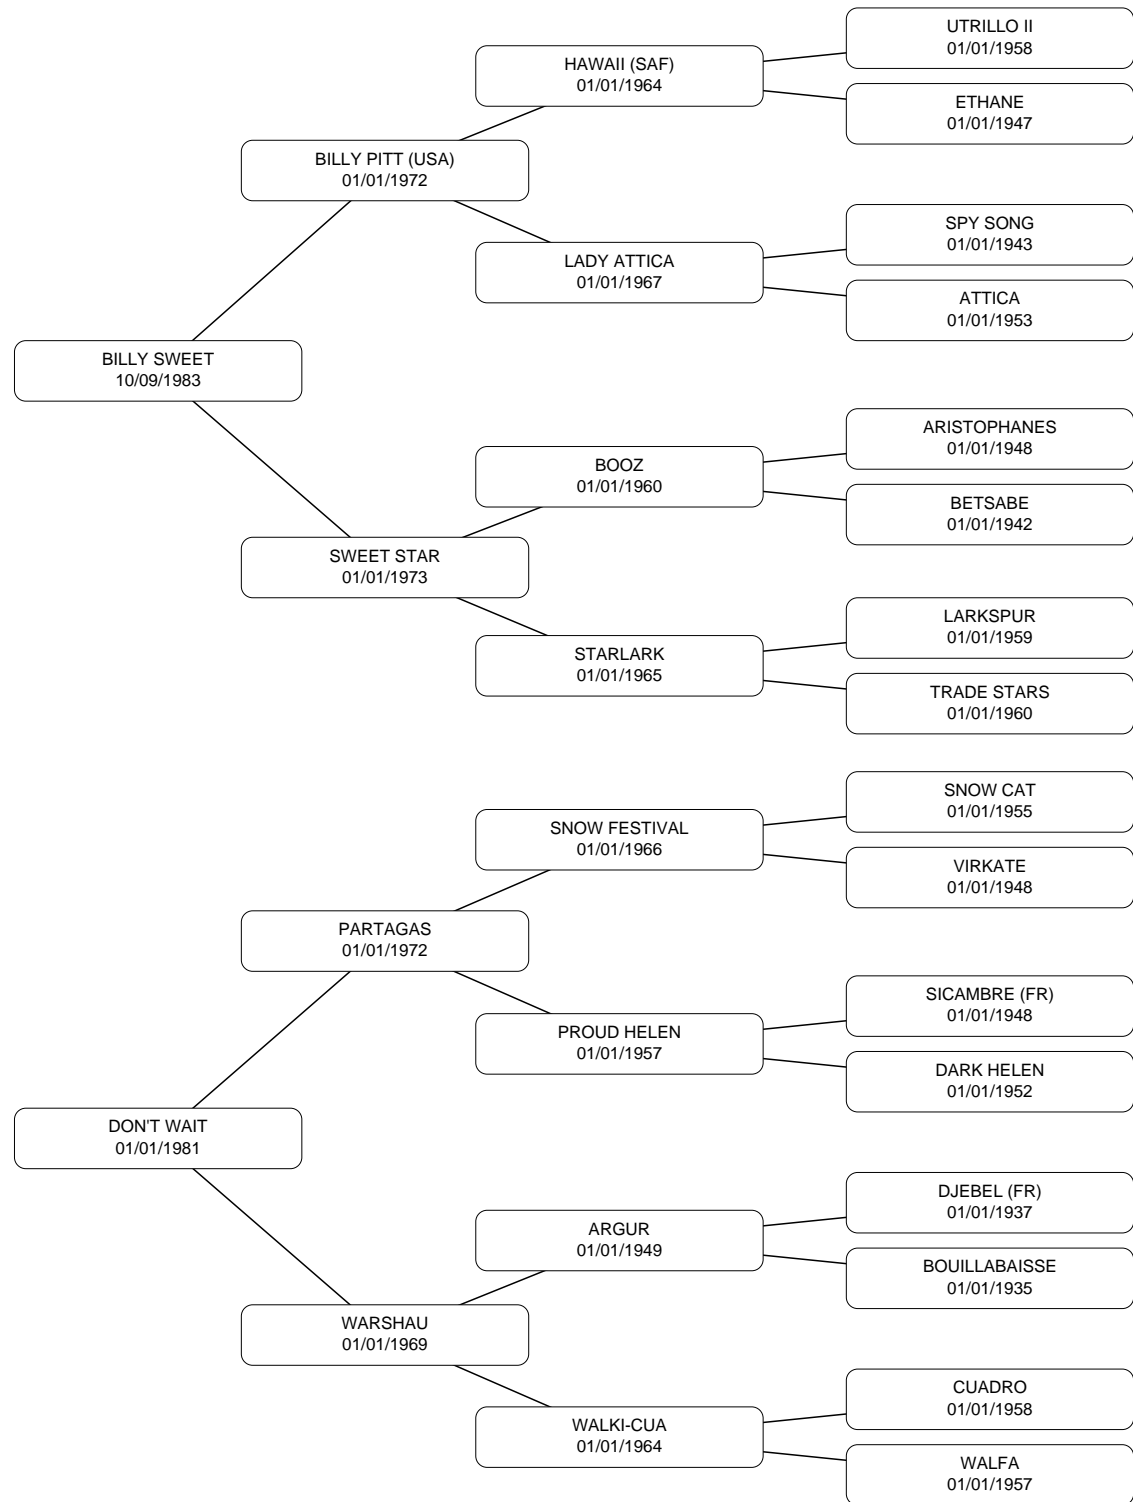 UTRILLO II
01/01/1958
HAWAII (SAF)
01/01/1964
ETHANE
01/01/1947
BILLY PITT (USA)
01/01/1972
SPY SONG
01/01/1943
LADY ATTICA
01/01/1967
ATTICA
01/01/1953
BILLY SWEET
10/09/1983
ARISTOPHANES
01/01/1948
BOOZ
01/01/1960
BETSABE
01/01/1942
SWEET STAR
01/01/1973
LARKSPUR
01/01/1959
STARLARK
01/01/1965
TRADE STARS
01/01/1960
SNOW CAT
01/01/1955
SNOW FESTIVAL
01/01/1966
VIRKATE
01/01/1948
PARTAGAS
01/01/1972
SICAMBRE (FR)
01/01/1948
PROUD HELEN
01/01/1957
DARK HELEN
01/01/1952
DON'T WAIT
01/01/1981
DJEBEL (FR)
01/01/1937
ARGUR
01/01/1949
BOUILLABAISSE
01/01/1935
WARSHAU
01/01/1969
CUADRO
01/01/1958
WALKI-CUA
01/01/1964
WALFA
01/01/1957